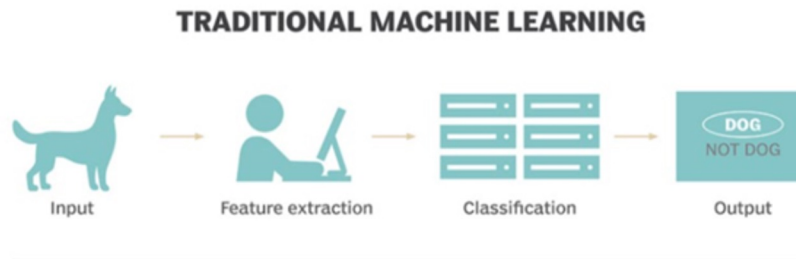 TRADITIONAL MACHINE LEARNING
DOG
NOT DOG
Input
Feature extraction
Classification
Output